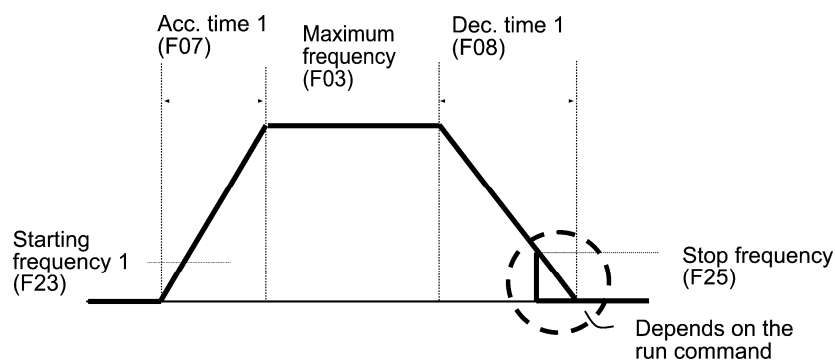 Acc. time 1
(F07)
Maximum
frequency
(F03)
Dec. time 1
(F08)
Starting
frequency 1
(F23)
Stop frequency
(F25)
Depends on the
run command